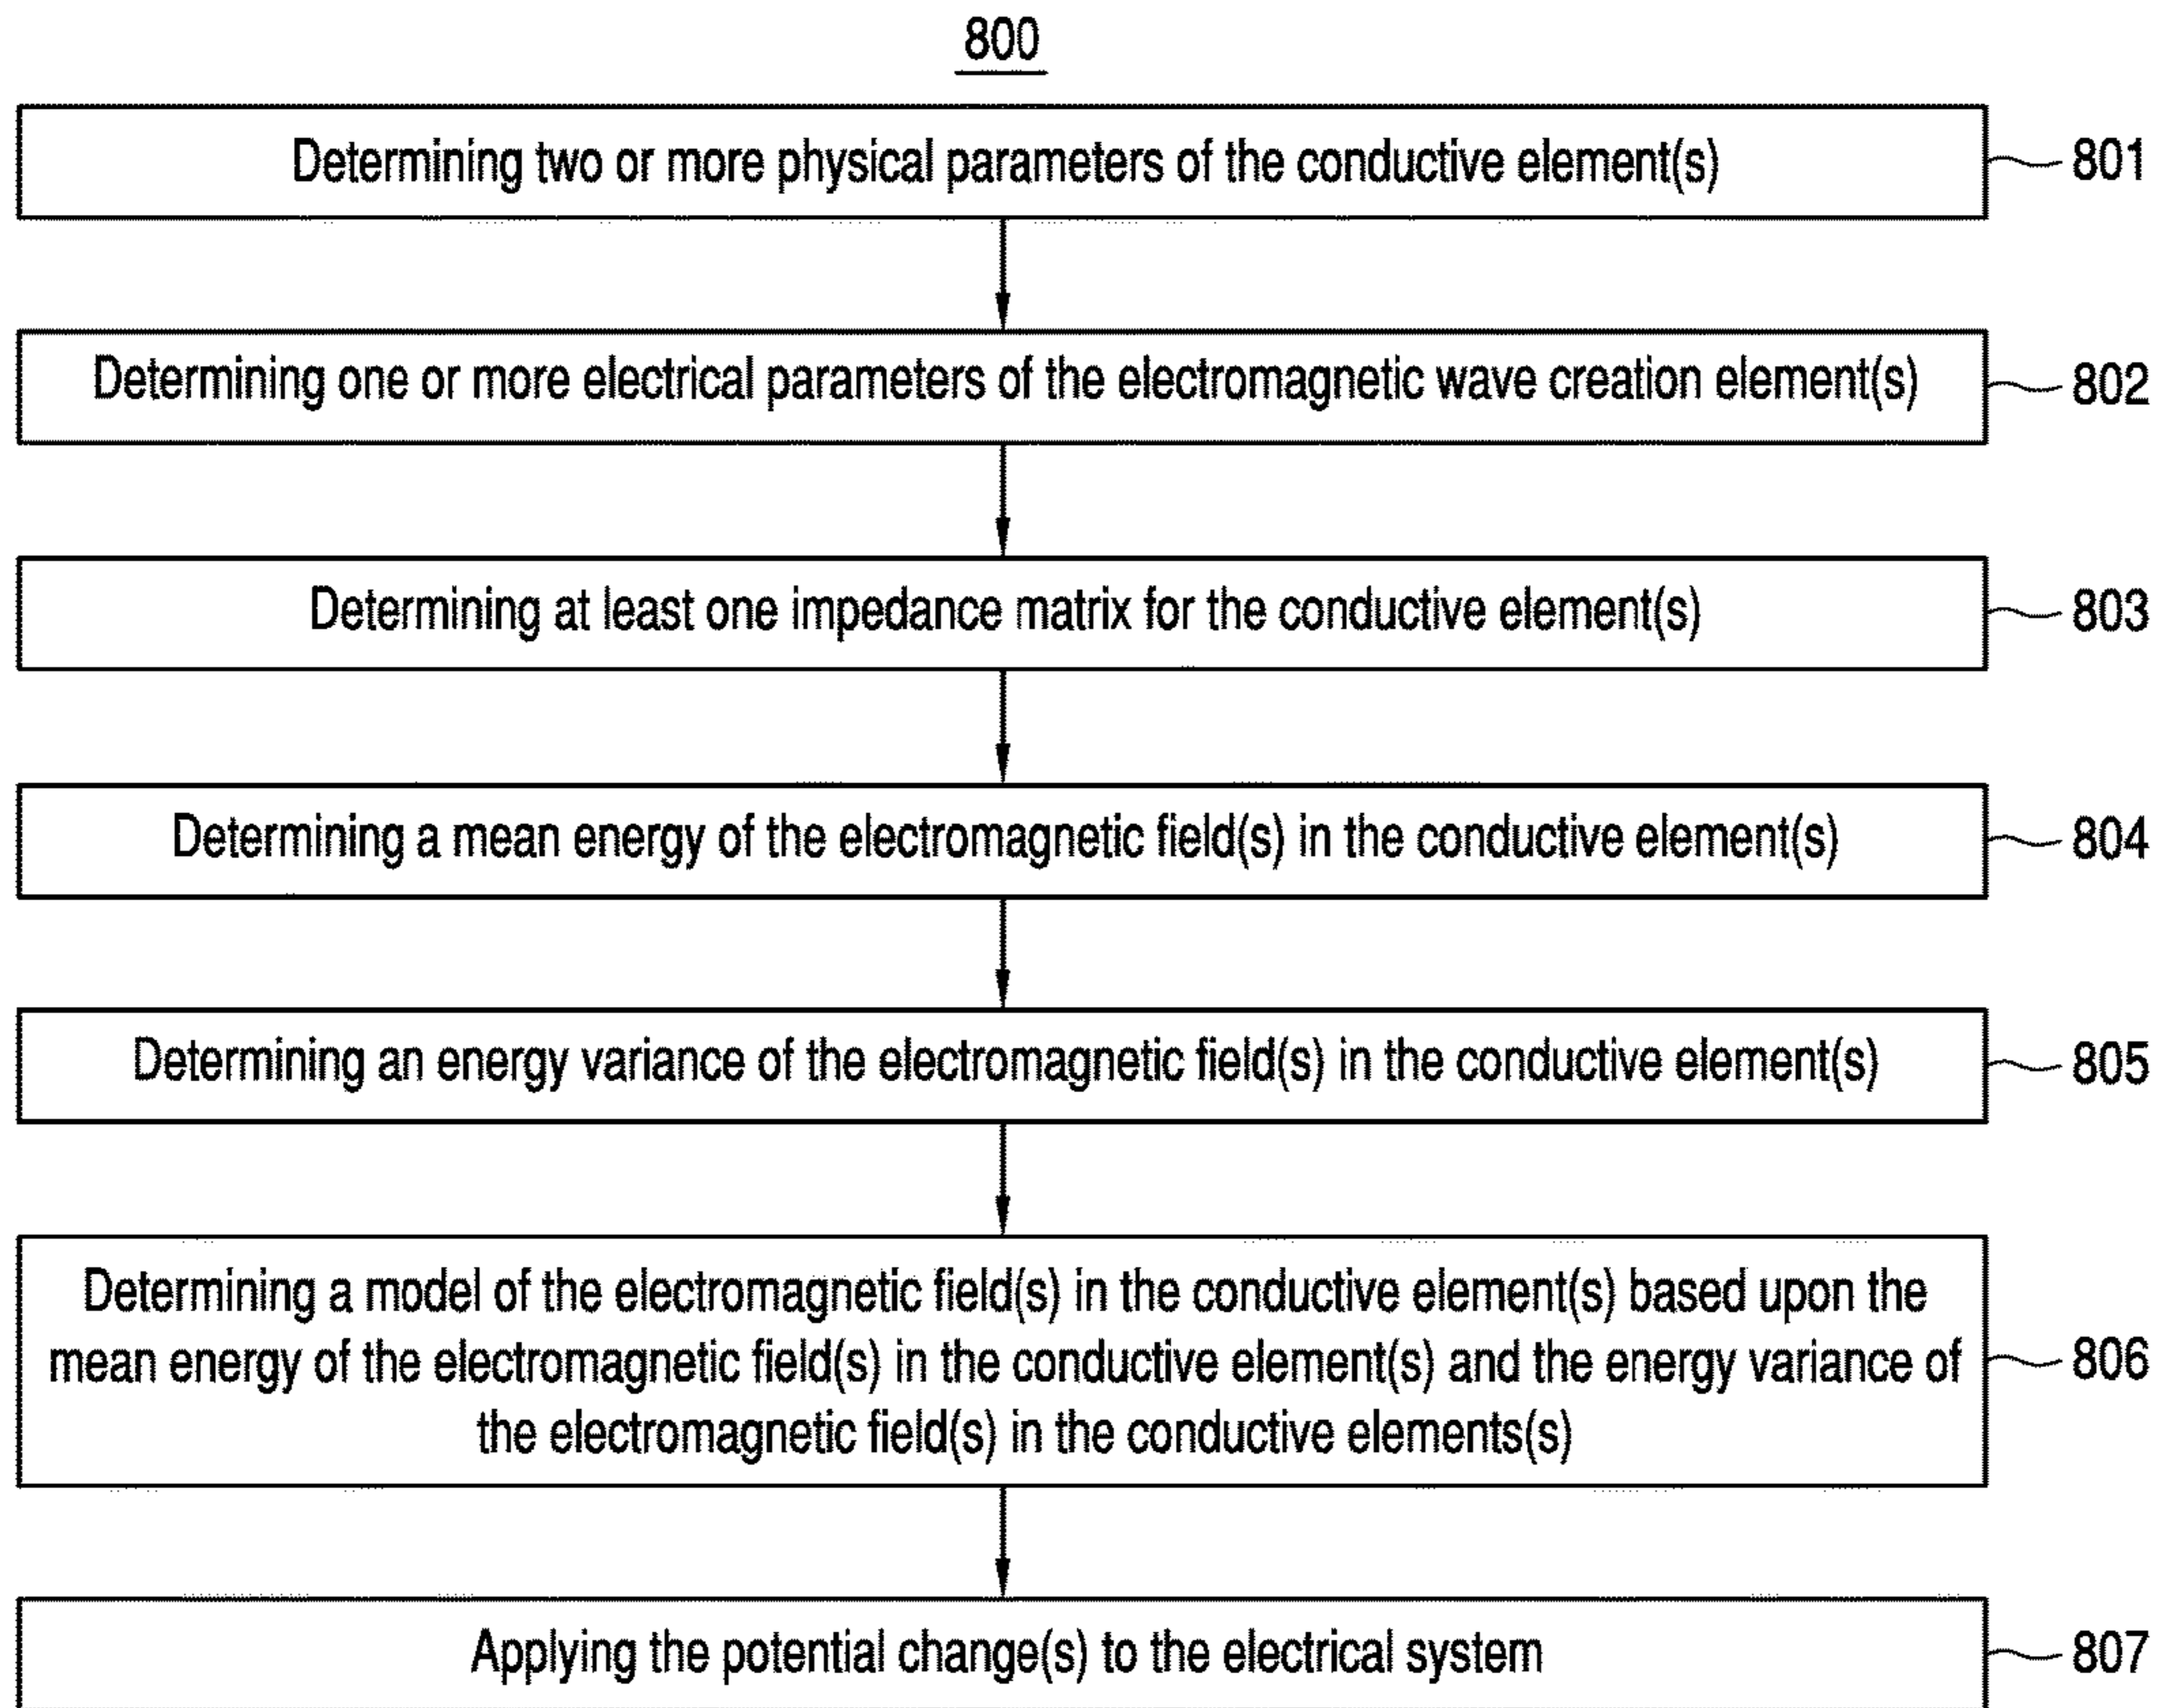 800
Determining two or more physical parameters of the conductive element(s)
801
Determining one or more electrical parameters of the electromagnetic wave creation element(s)
802
Determining at least one impedance matrix for the conductive element(s)
803
Determining a mean energy of the electromagnetic field(s) in the conductive element(s)
804
Determining an energy variance of the electromagnetic field(s) in the conductive element(s)
805
Determining a model of the electromagnetic field(s) in the conductive element(s) based upon the
mean energy of the electromagnetic field(s) in the conductive element(s) and the energy variance of
the electromagnetic field(s) in the conductive elements(s)
806
Applying the potential change(s) to the electrical system
807